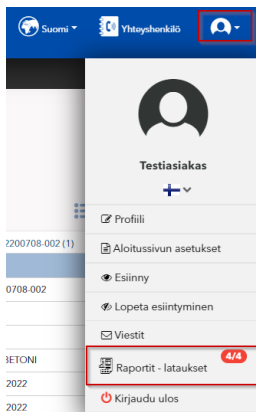 Suomi
Yhteyshenkilö
Testiasiakas
2200708-002 (1)
Profiili
Aloitussivun asetukset
0708-002
Esiinny
Lopeta esiintyminen
Viestit
BETONI
4/4
Raportit - lataukset
2022
Kirjaudu ulos
2022